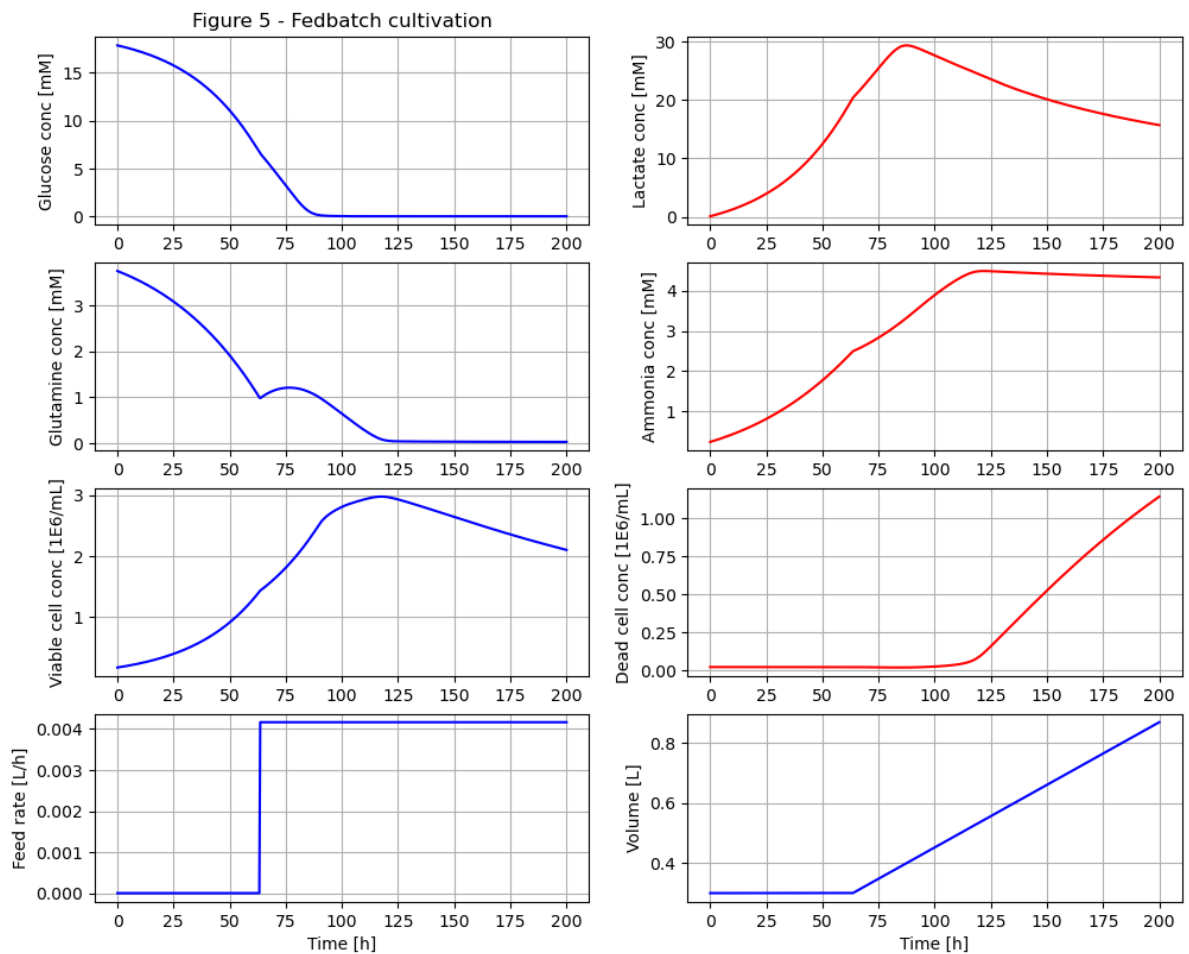 Figure 5 - Fedbatch cultivation
Glucose conc [mM]
15
10
5
0
0 25 50 75 100 125 150 175 200
Lactate conc [mM]
30
20
10
0
0 25 50 75 100 125 150 175 200
Glutamine conc [mM]
3
2
1
0
0 25 50 75 100 125 150 175 200
Ammonia conc [mM]
4
3
2
1
0 25 50 75 100 125 150 175 200
Viable cell conc [1E6/mL]
3
2
1
0 25 50 75 100 125 150 175 200
Dead cell conc [1E6/mL]
1.00
0.75
0.50
0.25
0.00
0 25 50 75 100 125 150 175 200
Feed rate [L/h]
0.004
0.003
0.002
0.001
0.000
0 25 50 75 100 125 150 175 200
Time [h]
Volume [L]
0.8
0.6
0.4
0 25 50 75 100 125 150 175 200
Time [h]